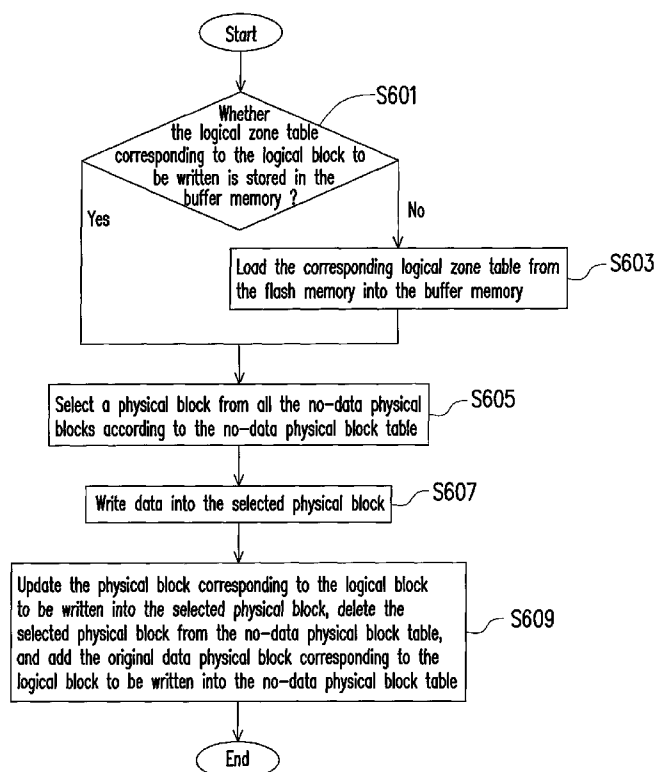 Start
S601
Whether
the logical zone table
corresponding to the logical block to
be written is stored in the
buffer memory ?
Yes
No
Load the corresponding logical zone table from
the flash memory into the buffer memory
S603
Select a physical block from all the no-data physical
blocks according to the no-data physical block table
S605
Write data into the selected physical block
S607
Update the physical block corresponding to the logical block
to be written into the selected physical block, delete the
selected physical block from the no-data physical block table,
and add the original data physical block corresponding to the
logical block to be written into the no-data physical block table
S609
End